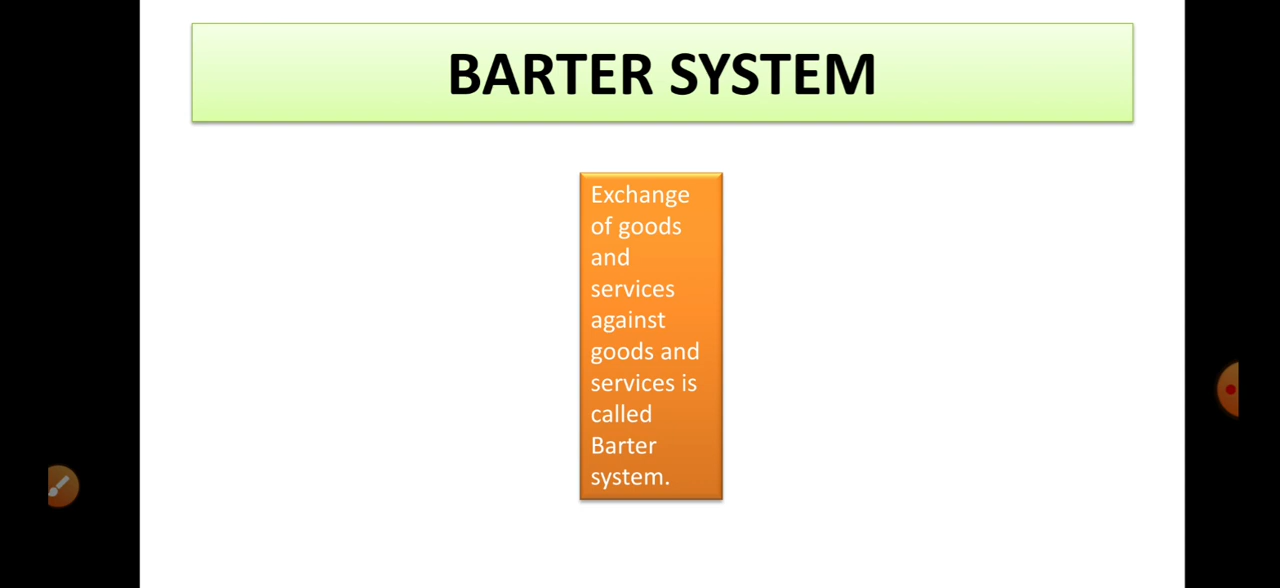 BARTER SYSTEM
Exchange
of goods
and
services
against
goods and
services is
called
Barter
system.